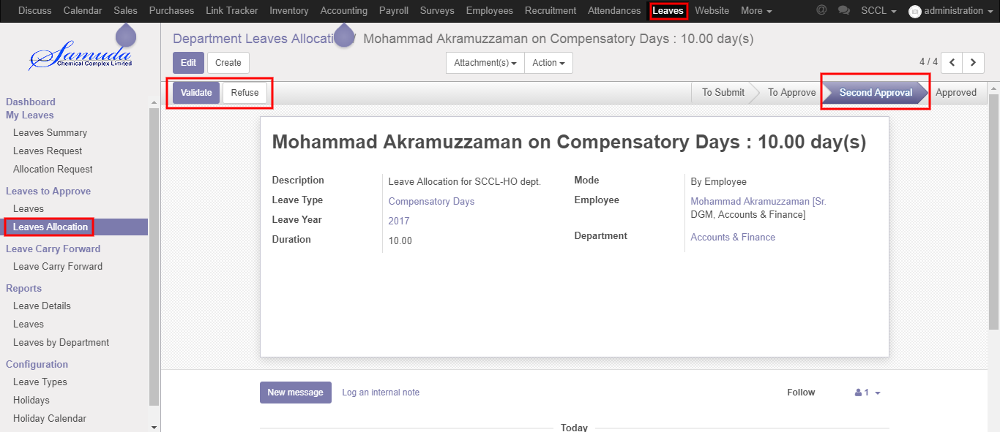 Discuss Calendar Sales Purchases Link Tracker Inventory Accounting Payroll Surveys Employees Recruitment Attendances Leaves Website More @ SCCL administration
Samuda
Chemical Complex Limited
Dashboard
My Leaves
Leaves Summary
Leaves Request
Allocation Request
Leaves to Approve
Leaves
Leaves Allocation
Leave Carry Forward
Leave Carry Forward
Reports
Leave Details
Leaves
Leaves by Department
Configuration
Leave Types
Holidays
Holiday Calendar
Department Leaves Allocati / Mohammad Akramuzzaman on Compensatory Days : 10.00 day(s)
Edit Create Attachment(s) Action 4 / 4
Validate Refuse To Submit To Approve Second Approval Approved
Mohammad Akramuzzaman on Compensatory Days : 10.00 day(s)
Description Leave Allocation for SCCL-HO dept.
Leave Type Compensatory Days
Leave Year 2017
Duration 10.00
Mode By Employee
Employee Mohammad Akramuzzaman [Sr.
DGM, Accounts & Finance]
Department Accounts & Finance
New message Log an internal note Follow 1
Today